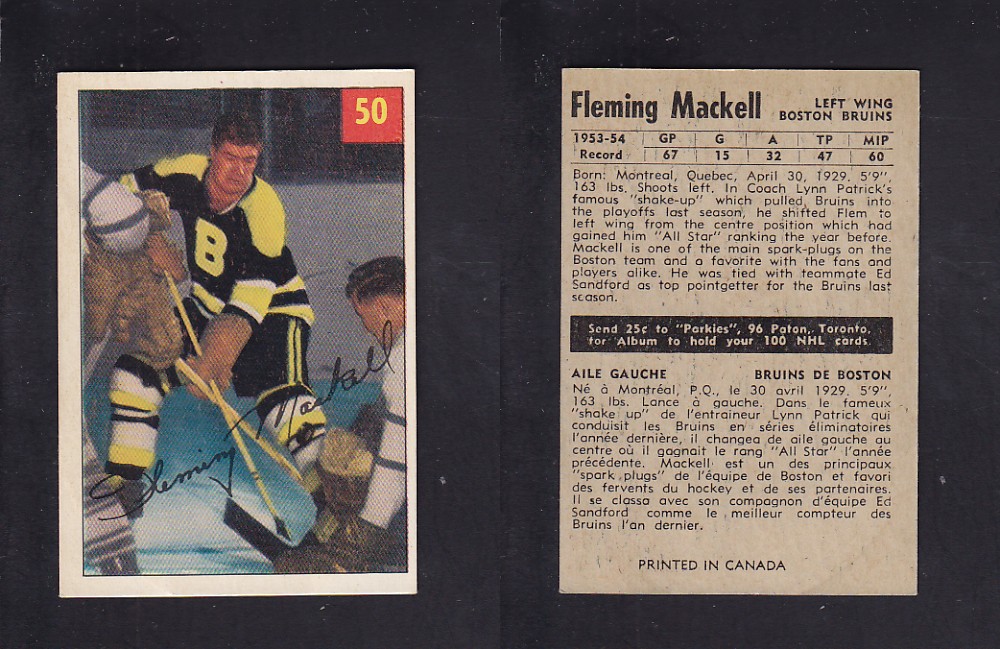 50
B
Fleming Mackell
Fleming Mackell LEFT WING
BOSTON BRUINS
1953-54 GP G A TP MIP
Record 67 15 32 47 60
Born: Montreal, Quebec, April 30, 1929. 5'9",
163 lbs. Shoots left. In Coach Lynn Patrick's
famous "shake-up" which pulled Bruins into
the playoffs last season, he shifted Flem to
left wing from the centre position which had
gained him "All Star" ranking the year before.
Mackell is one of the main spark-plugs on the
Boston team and a favorite with the fans and
players alike. He was tied with teammate Ed
Sandford as top pointgetter for the Bruins last
season.
Send 25c to "Parkies", 96 Paton, Toronto,
for Album to hold your 100 NHL cards.
AILE GAUCHE BRUINS DE BOSTON
Né à Montréal, P.Q., le 30 avril 1929. 5'9",
163 lbs. Lance à gauche. Dans le fameux
"shake up" de l'entraineur Lynn Patrick qui
conduisit les Bruins en séries éliminatoires
l'année dernière, il changea de aile gauche au
centre où il gagnait le rang "All Star" l'année
précédente. Mackell est un des principaux
"spark plugs" de l'équipe de Boston et favori
des fervents du hockey et de ses partenaires.
Il se classa avec son compagnon d'équipe Ed
Sandford comme le meilleur compteur des
Bruins l'an dernier.
PRINTED IN CANADA